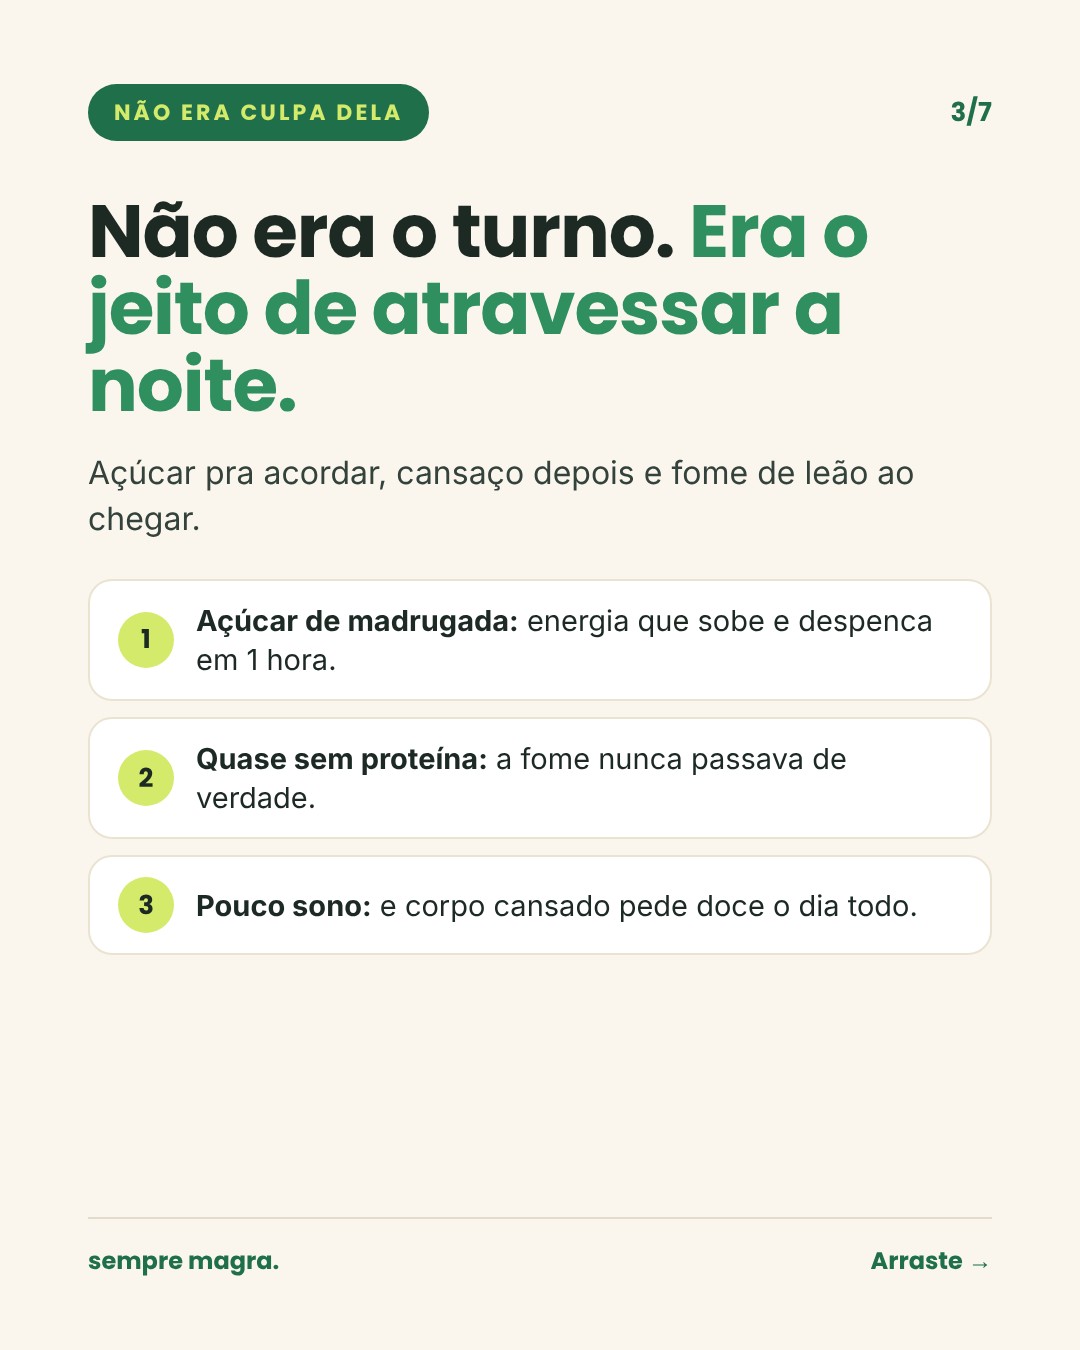 NÃO ERA CULPA DELA
3/7
Não era o turno. Era o
jeito de atravessar a
noite.
Açúcar pra acordar, cansaço depois e fome de leão ao
chegar.
1
Açúcar de madrugada: energia que sobe e despenca
em 1 hora.
2
Quase sem proteína: a fome nunca passava de
verdade.
3
Pouco sono: e corpo cansado pede doce o dia todo.
sempre magra.
Arraste →